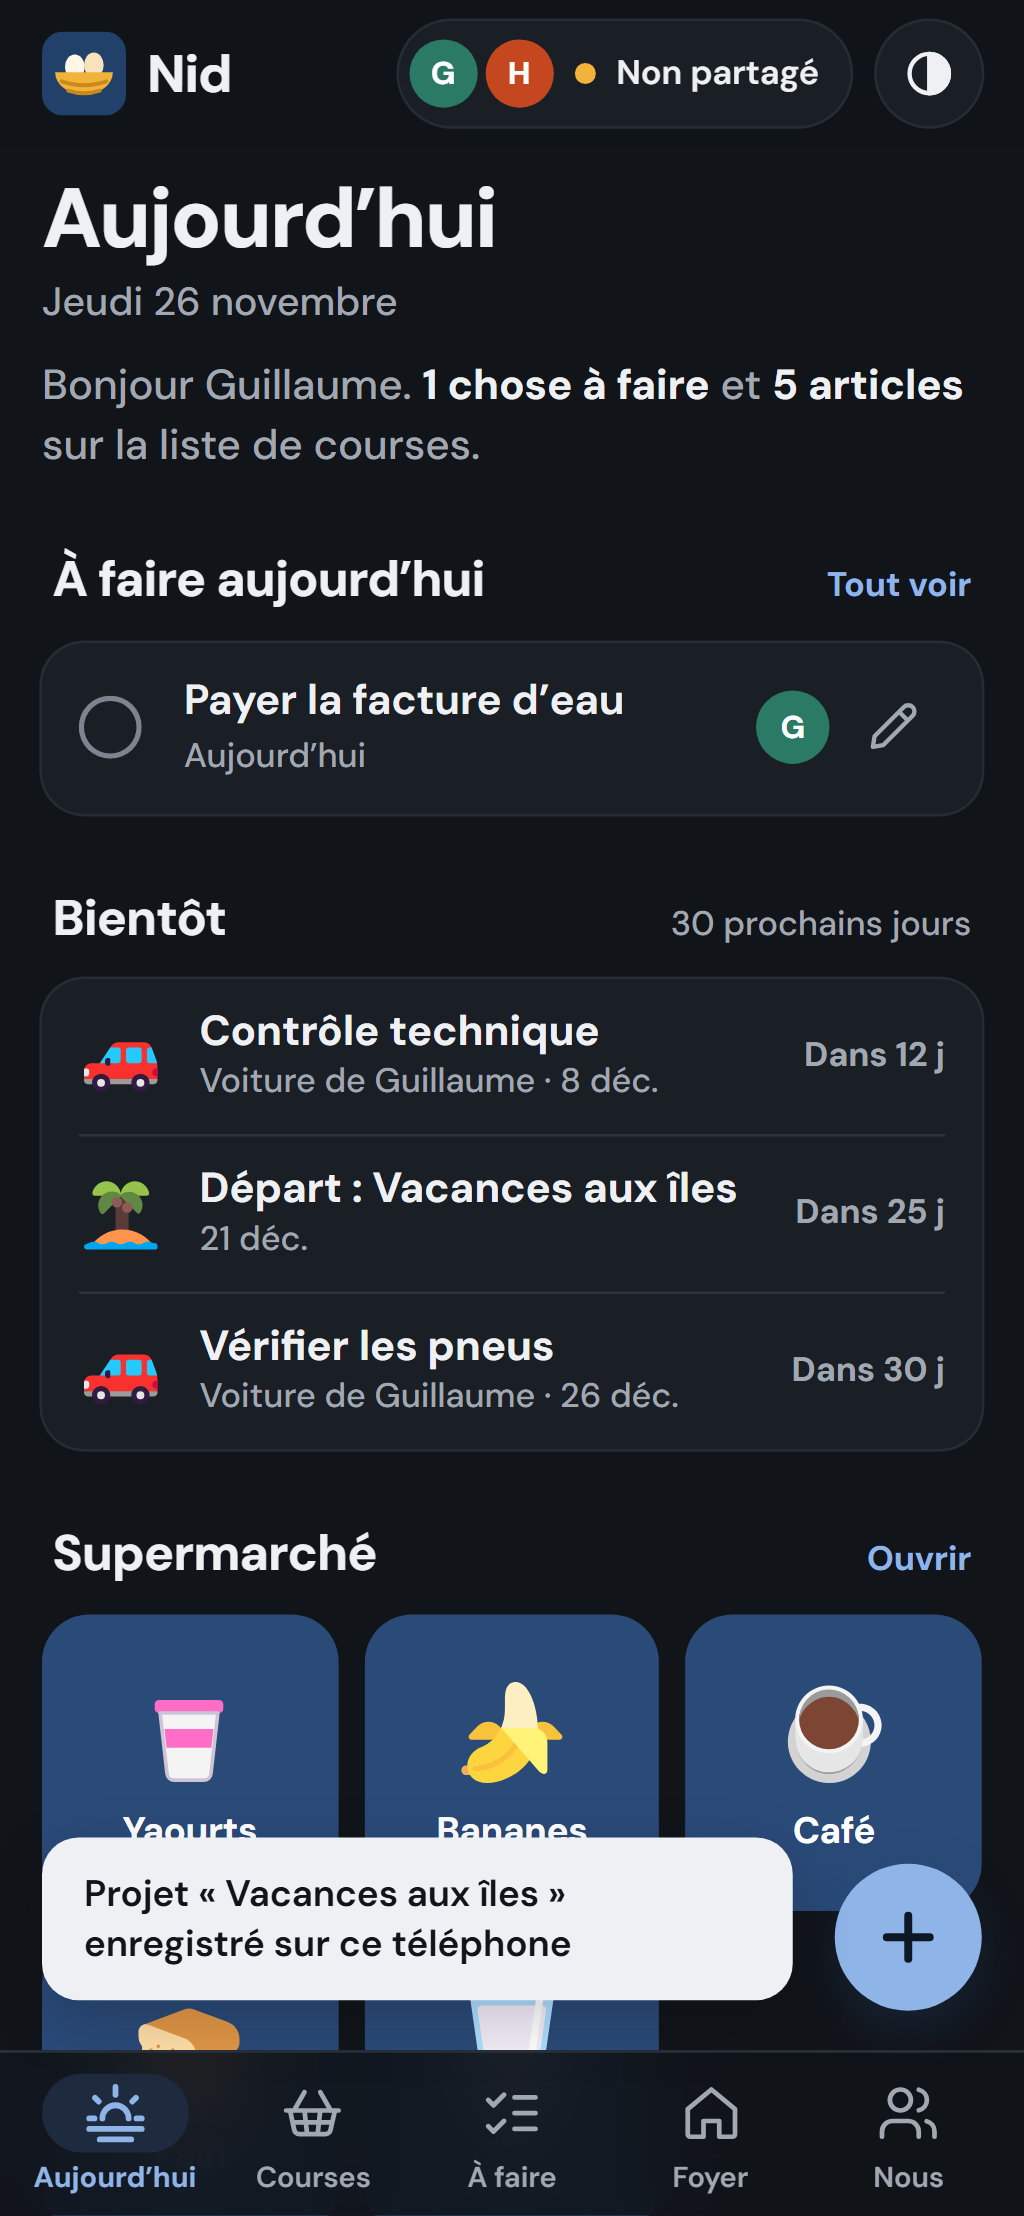 Nid
G H Non partagé
Aujourd’hui
Jeudi 26 novembre
Bonjour Guillaume. 1 chose à faire et 5 articles
sur la liste de courses.
À faire aujourd’hui
Tout voir
Payer la facture d’eau
Aujourd’hui
G
Bientôt
30 prochains jours
Contrôle technique
Voiture de Guillaume · 8 déc.
Dans 12 j
Départ : Vacances aux îles
21 déc.
Dans 25 j
Vérifier les pneus
Voiture de Guillaume · 26 déc.
Dans 30 j
Supermarché
Ouvrir
Yaourts
Bananes
Café
Projet « Vacances aux îles »
enregistré sur ce téléphone
Aujourd’hui
Courses
À faire
Foyer
Nous